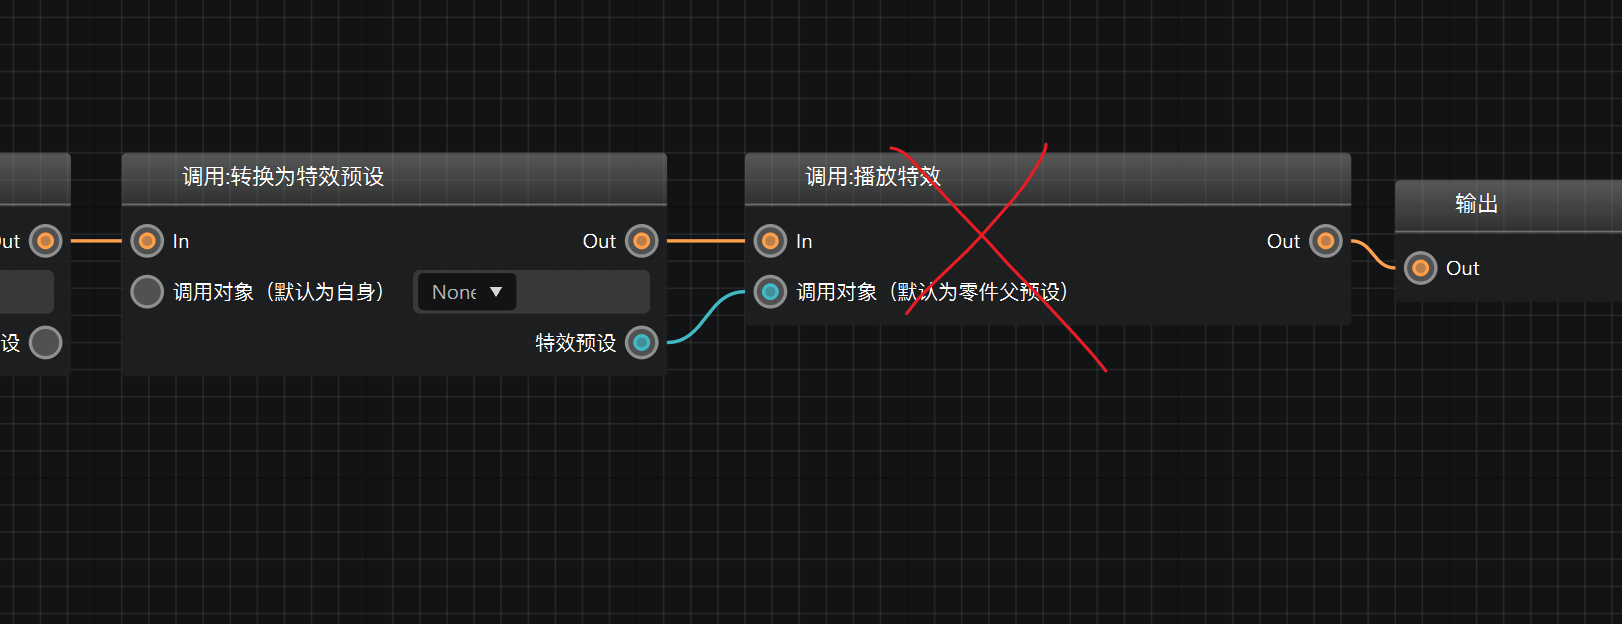 调用:转换为特效预设
调用:播放特效
输出
ut
In
Out
In
Out
Out
调用对象（默认为自身）
None
调用对象（默认为零件父预设）
设
特效预设